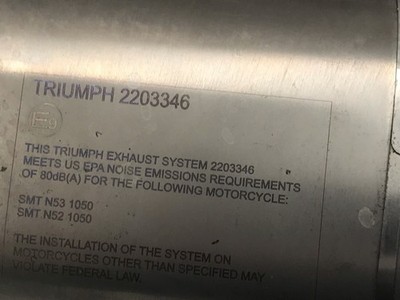 TRIUMPH 2203346
THIS TRIUMPH EXHAUST SYSTEM 2203346
MEETS US EPA NOISE EMISSIONS REQUIREMENTS
OF 80dB(A) FOR THE FOLLOWING MOTORCYCLE:
SMT N53 1050
SMT N52 1050
THE INSTALLATION OF THE SYSTEM ON
MOTORCYCLES OTHER THAN SPECIFIED MAY
VIOLATE FEDERAL LAW.